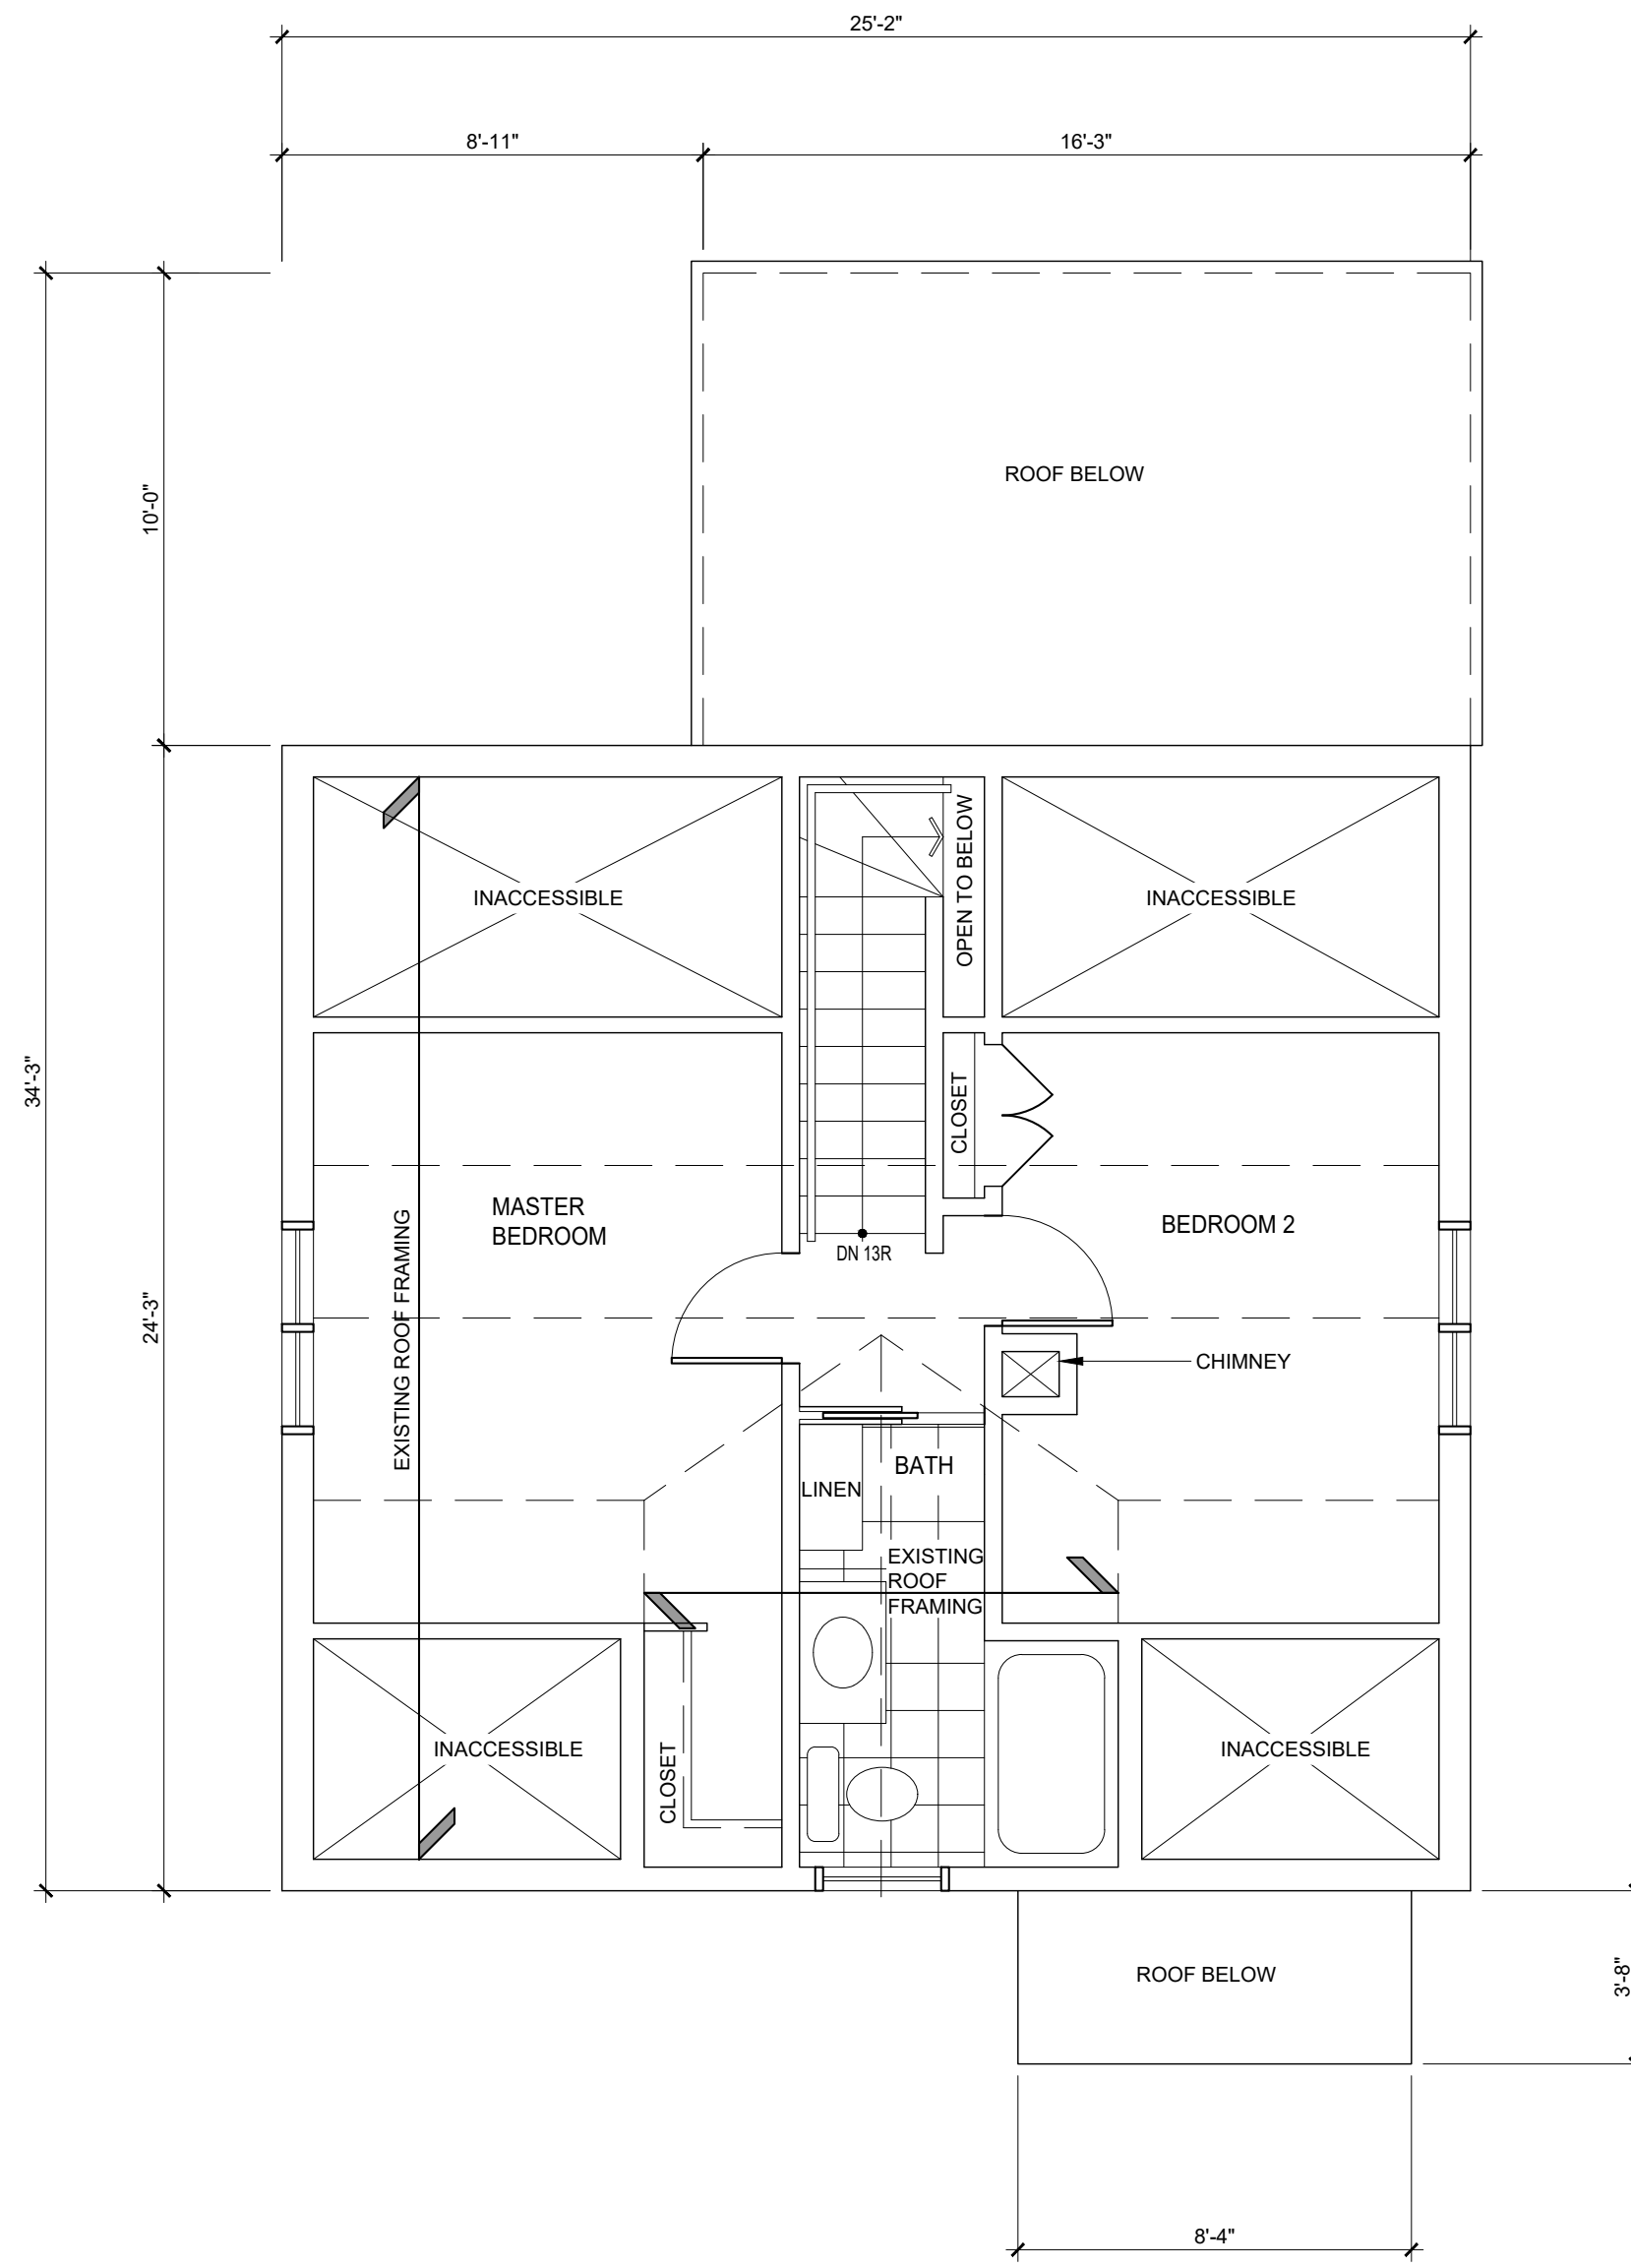 25'-2"
8'-11"
16'-3"
ROOF BELOW
10'-0"
34'-3"
24'-3"
INACCESSIBLE
OPEN TO BELOW
INACCESSIBLE
CLOSET
MASTER
BEDROOM
BEDROOM 2
EXISTING ROOF FRAMING
DN 13R
CHIMNEY
BATH
LINEN
EXISTING
ROOF
FRAMING
INACCESSIBLE
CLOSET
INACCESSIBLE
ROOF BELOW
3'-8"
8'-4"